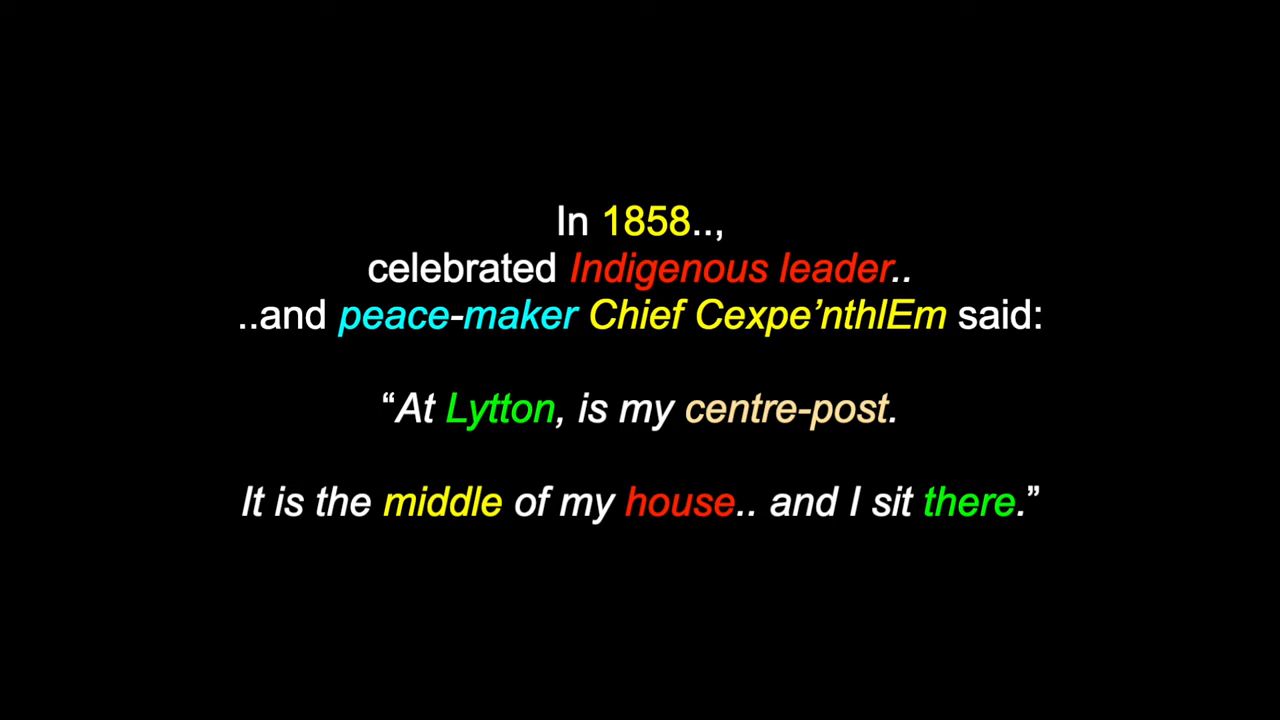 In 1858..,
celebrated Indigenous leader..
..and peace-maker Chief Cexpe’nthlEm said:
“At Lytton, is my centre-post.
It is the middle of my house.. and I sit there.”